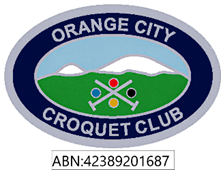 ORANGE CITY
CROQUET CLUB
ABN:42389201687